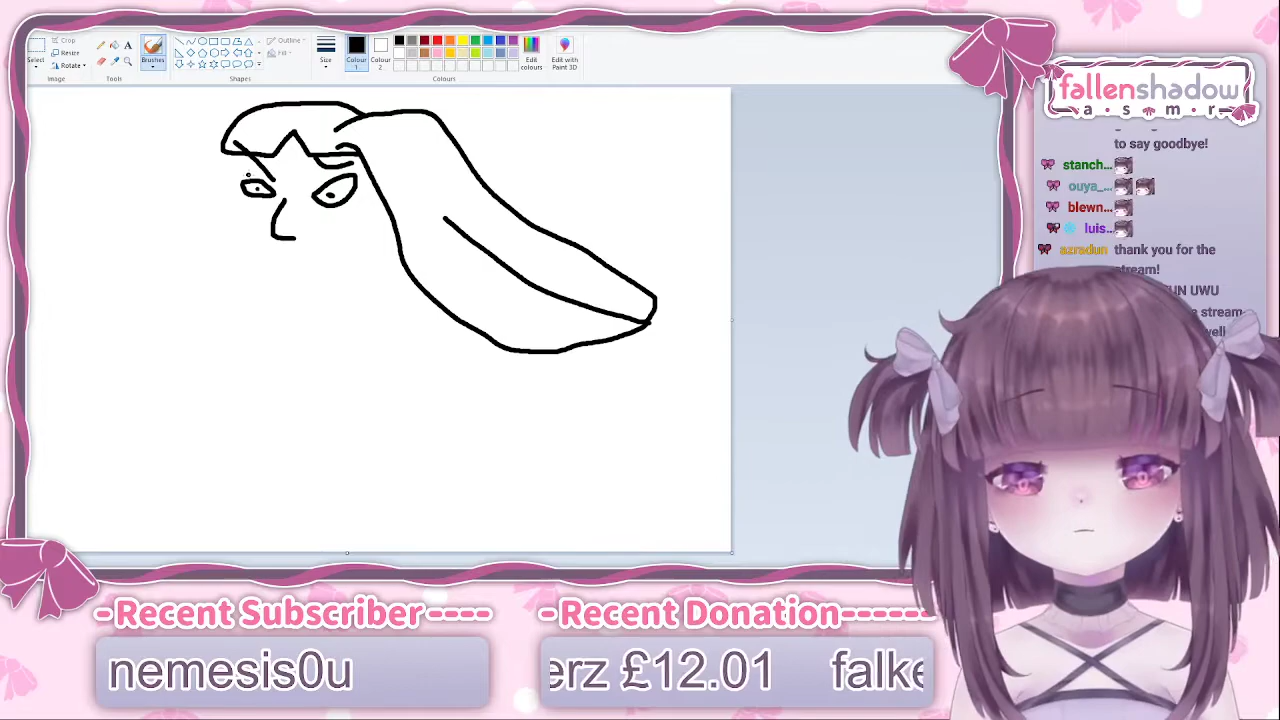 Crop
Resize
Select
Rotate
Image
A
Tools
Brushes
Shapes
Outline
Fill
Size
Colour 1
Colour 2
Colours
Edit colours
Edit with Paint 3D
fallenshadow
a s m r
to say goodbye!
stanch...
ouya_...
blewn...
luis...
azradun thank you for the
stream!
UN UWU
e stream
well
-Recent Subscriber----
nemesis0u
-Recent Donation------
erz £12.01 falke